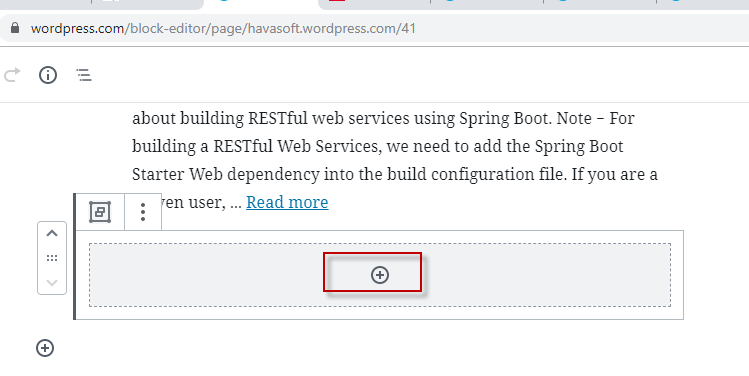 wordpress.com/block-editor/page/havasoft.wordpress.com/41
about building RESTful web services using Spring Boot. Note − For
building a RESTful Web Services, we need to add the Spring Boot
Starter Web dependency into the build configuration file. If you are a
ven user, ... Read more